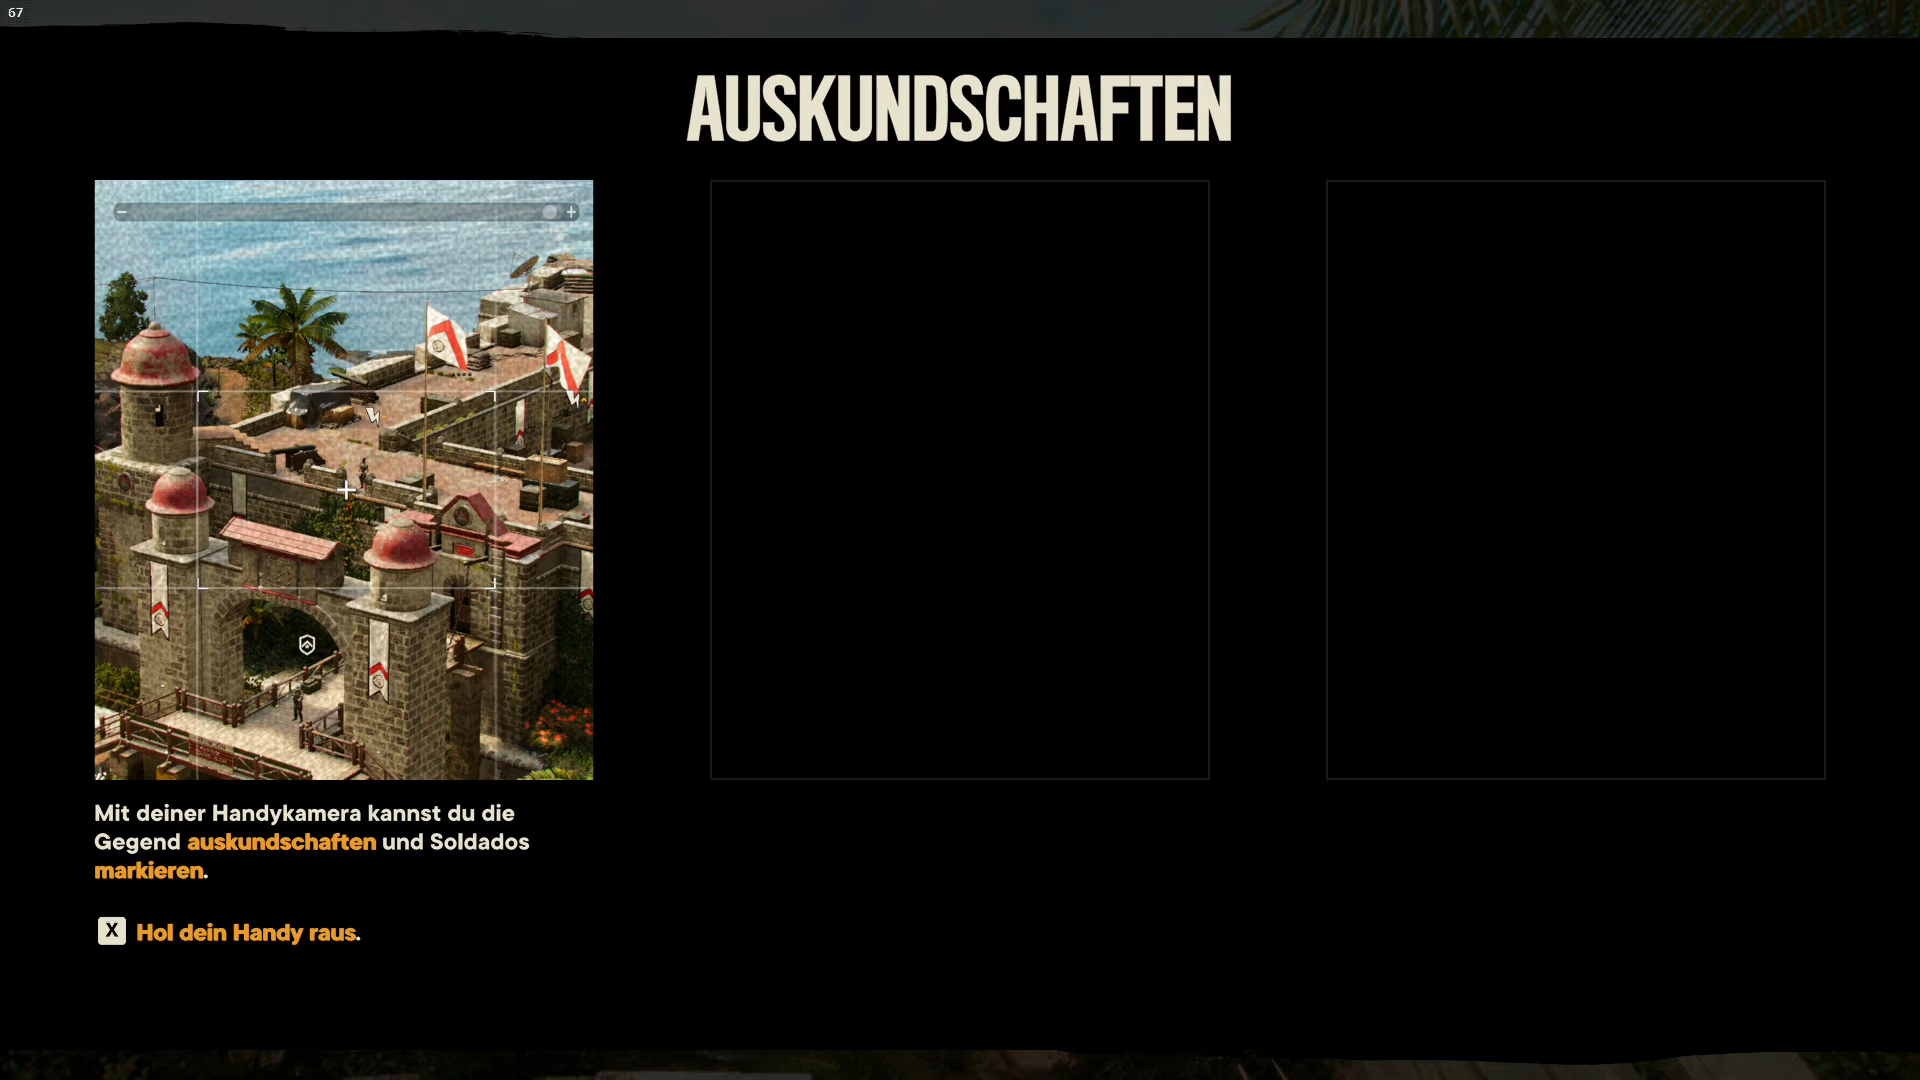 67
AUSKUNDSCHAFTEN
Mit deiner Handykamera kannst du die
Gegend auskundschaften und Soldados
markieren.
X Hol dein Handy raus.